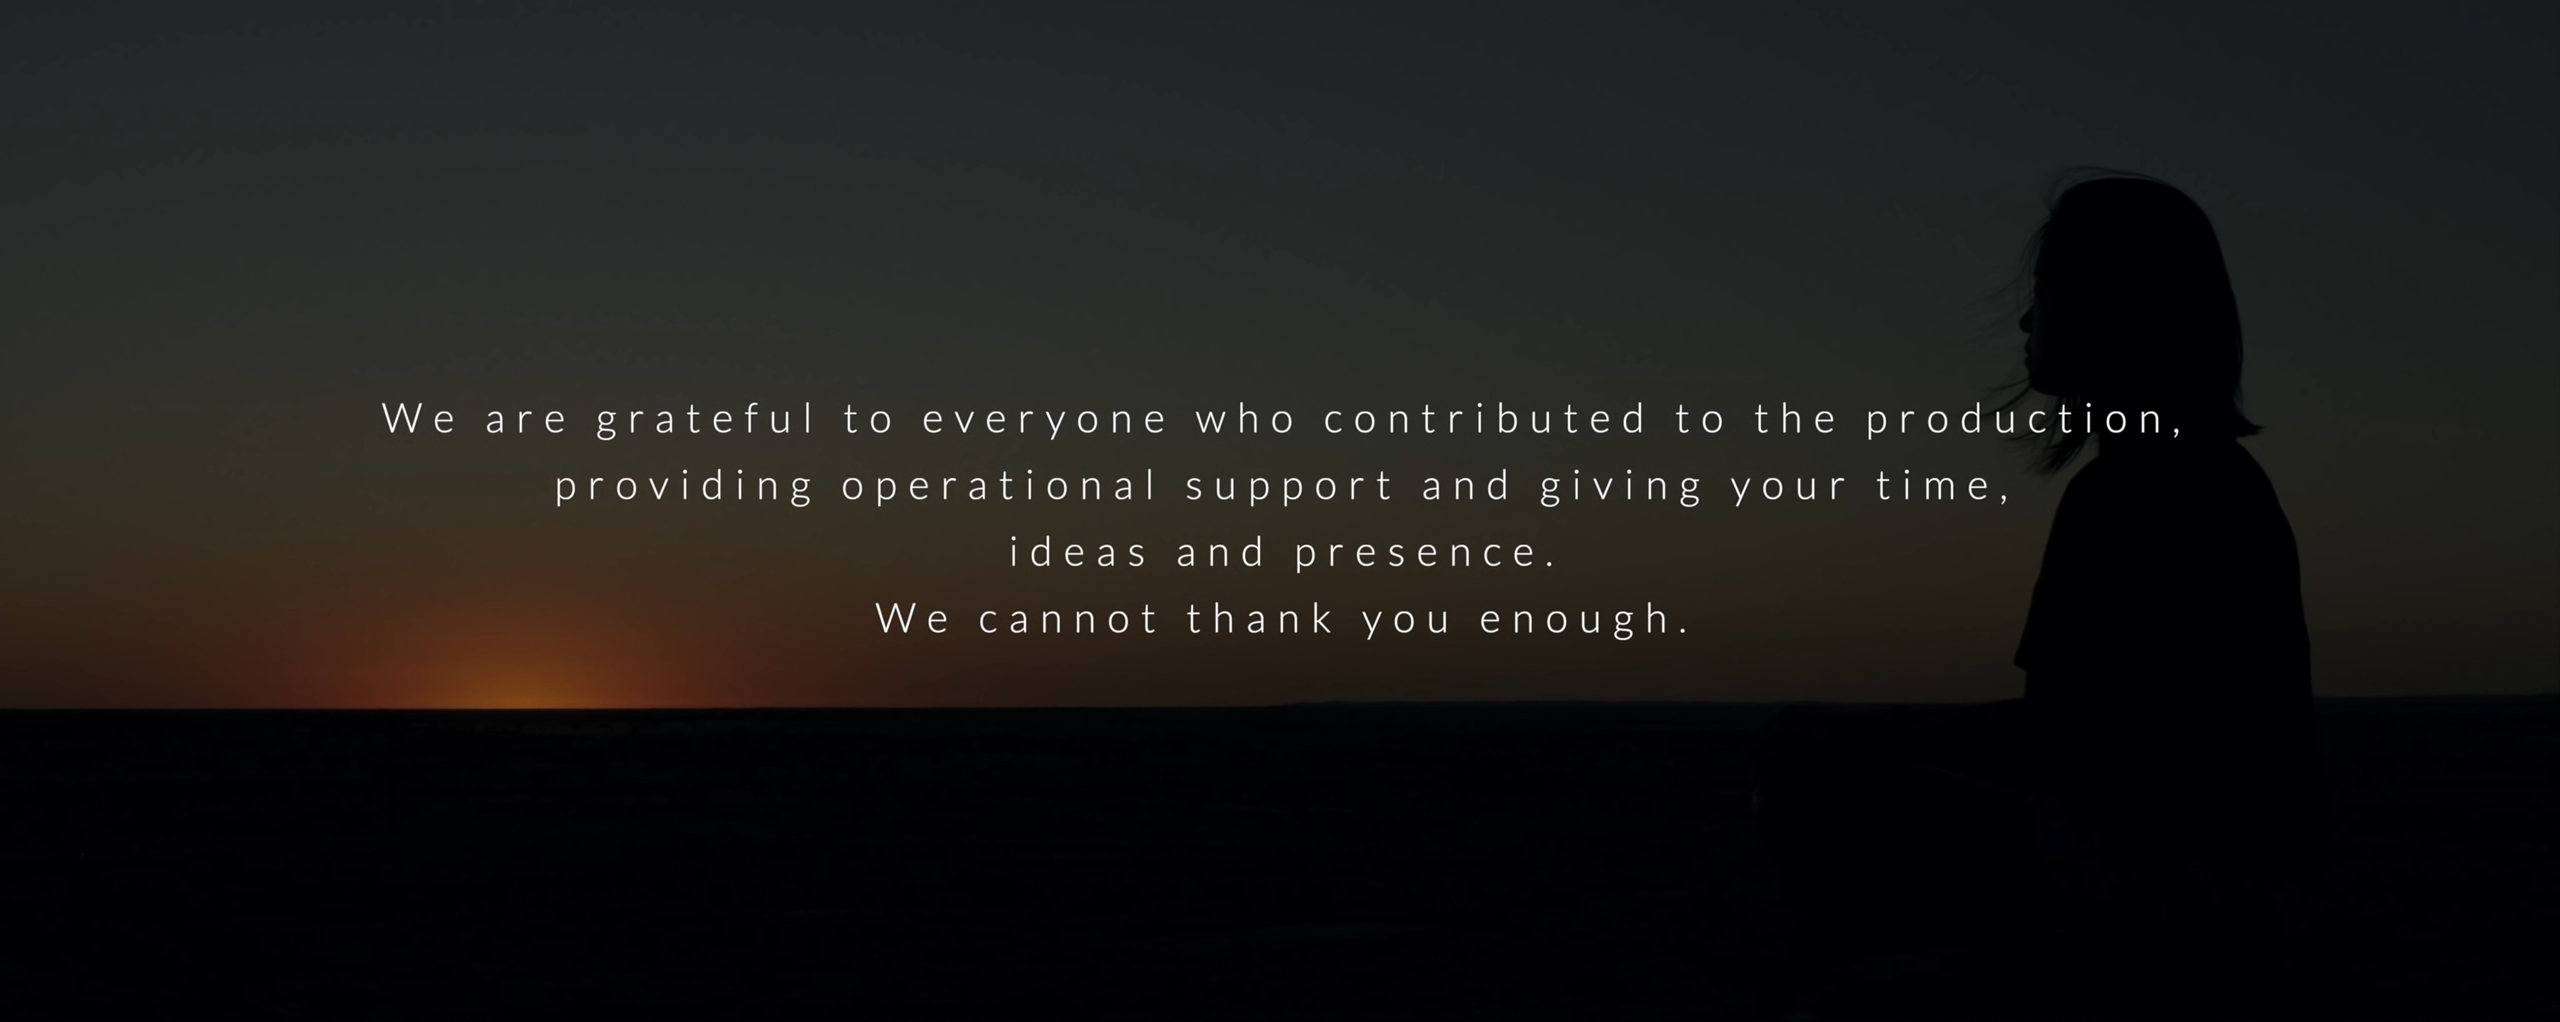 We are grateful to everyone who contributed to the production,
providing operational support and giving your time,
ideas and presence.
We cannot thank you enough.